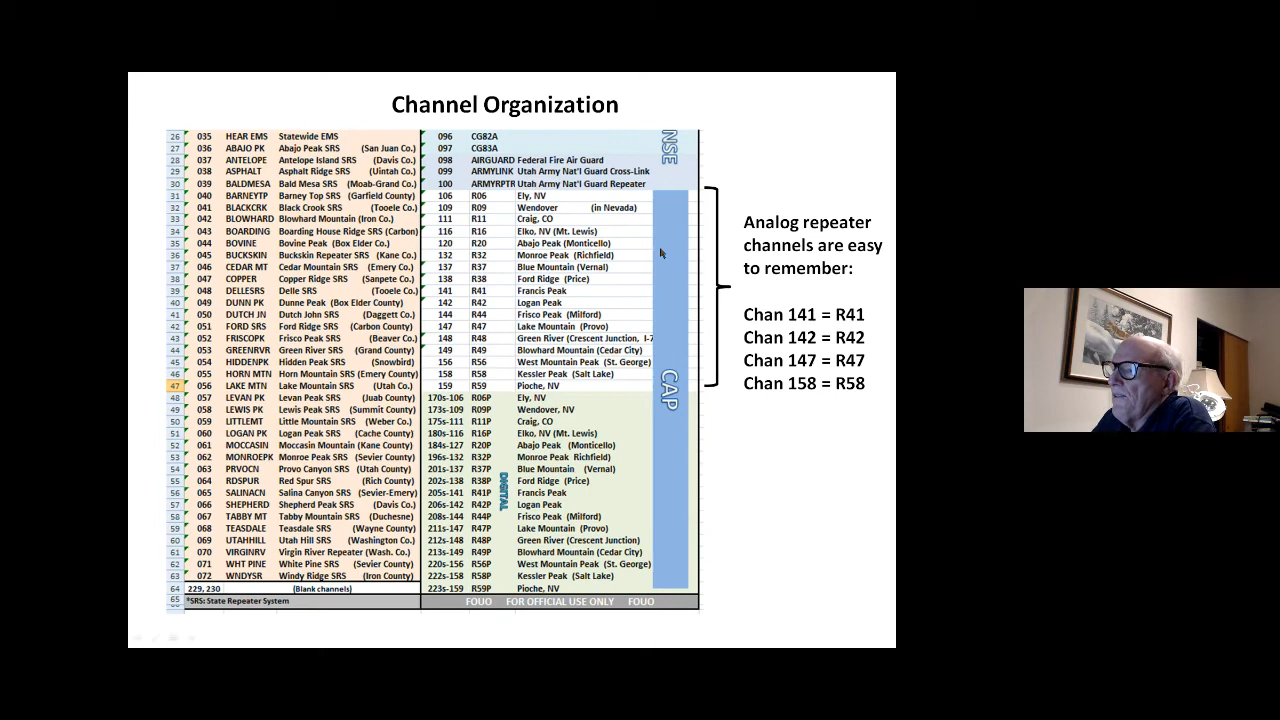 Channel Organization
26 035 HEAR EMS Statewide EMS 096 CG82A
27 036 ABAJO PK Abajo Peak SRS (San Juan Co.) 097 CG83A
28 037 ANTELOPE Antelope Island SRS (Davis Co.) 098 AIRGUARD Federal Fire Air Guard
29 038 ASPHALT Asphalt Ridge SRS (Uintah Co.) 099 ARMYLINK Utah Army Nat'l Guard Cross-Link
30 039 BALDMESA Bald Mesa SRS (Moab-Grand Co.) 100 ARMYRPTR Utah Army Nat'l Guard Repeater
31 040 BARNEYTP Barney Top SRS (Garfield County) 106 R06 Ely, NV
32 041 BLACKCRK Black Crook SRS (Tooele Co.) 109 R09 Wendover (in Nevada)
33 042 BLOWHARD Blowhard Mountain (Iron Co.) 111 R11 Craig, CO
34 043 BOARDING Boarding House Ridge SRS (Carbon) 116 R16 Elko, NV (Mt. Lewis)
35 044 BOVINE Bovine Peak (Box Elder Co.) 120 R20 Abajo Peak (Monticello)
36 045 BUCKSKIN Buckskin Repeater SRS (Kane Co.) 132 R32 Monroe Peak (Richfield)
37 046 CEDAR MT Cedar Mountain SRS (Emery Co.) 137 R37 Blue Mountain (Vernal)
38 047 COPPER Copper Ridge SRS (Sanpete Co.) 138 R38 Ford Ridge (Price)
39 048 DELLESRS Delle SRS (Tooele Co.) 141 R41 Francis Peak
40 049 DUNN PK Dunne Peak (Box Elder County) 142 R42 Logan Peak
41 050 DUTCH JN Dutch John SRS (Daggett Co.) 144 R44 Frisco Peak (Milford)
42 051 FORD SRS Ford Ridge SRS (Carbon County) 147 R47 Lake Mountain (Provo)
43 052 FRISCOPK Frisco Peak SRS (Beaver Co.) 148 R48 Green River (Crescent Junction, I-7
44 053 GREENRVR Green River SRS (Grand County) 149 R49 Blowhard Mountain (Cedar City)
45 054 HIDDENPK Hidden Peak SRS (Snowbird) 156 R56 West Mountain Peak (St. George)
46 055 HORN MTN Horn Mountain SRS (Emery County) 158 R58 Kessler Peak (Salt Lake)
47 056 LAKE MTN Lake Mountain SRS (Utah Co.) 159 R59 Pioche, NV
48 057 LEVAN PK Levan Peak SRS (Juab County) 170s-106 R06P Ely, NV
49 058 LEWIS PK Lewis Peak SRS (Summit County) 173s-109 R09P Wendover, NV
50 059 LITTLEMT Little Mountain SRS (Weber Co.) 175s-111 R11P Craig, CO
51 060 LOGAN PK Logan Peak SRS (Cache County) 180s-116 R16P Elko, NV (Mt. Lewis)
52 061 MOCCASIN Moccasin Mountain (Kane County) 184s-127 R20P Abajo Peak (Monticello)
53 062 MONROEPK Monroe Peak SRS (Sevier County) 196s-132 R32P Monroe Peak Richfield)
54 063 PRVOCN Provo Canyon SRS (Utah County) 201s-137 R37P Blue Mountain (Vernal)
55 064 RDSPUR Red Spur SRS (Rich County) 202s-138 R38P Ford Ridge (Price)
56 065 SALINACN Salina Canyon SRS (Sevier-Emery) 205s-141 R41P Francis Peak
57 066 SHEPHERD Shepherd Peak SRS (Davis Co.) 206s-142 R42P Logan Peak
58 067 TABBY MT Tabby Mountain SRS (Duchesne) 208s-144 R44P Frisco Peak (Milford)
59 068 TEASDALE Teasdale SRS (Wayne County) 211s-147 R47P Lake Mountain (Provo)
60 069 UTAHHILL Utah Hill SRS (Washington Co.) 212s-148 R48P Green River (Crescent Junction)
61 070 VIRGINRV Virgin River Repeater (Wash. Co.) 213s-149 R49P Blowhard Mountain (Cedar City)
62 071 WHT PINE White Pine SRS (Sevier County) 220s-156 R56P West Mountain Peak (St. George)
63 072 WNDYSR Windy Ridge SRS (Iron County) 222s-158 R58P Kessler Peak (Salt Lake)
64 229, 230 (Blank channels) 223s-159 R59P Pioche, NV
65 *SRS: State Repeater System FOUO FOR OFFICIAL USE ONLY FOUO
NSE
CAP
DIGITAL
Analog repeater
channels are easy
to remember:
Chan 141 = R41
Chan 142 = R42
Chan 147 = R47
Chan 158 = R58